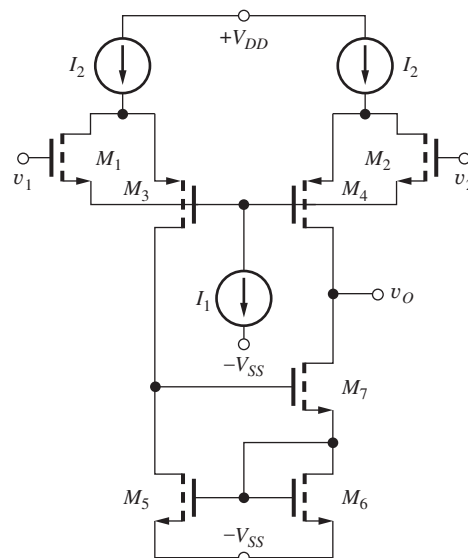 +V_DD
I_2
I_2
M_1
M_2
v_1
v_2
M_3
M_4
I_1
v_O
−V_SS
M_7
M_5
M_6
−V_SS